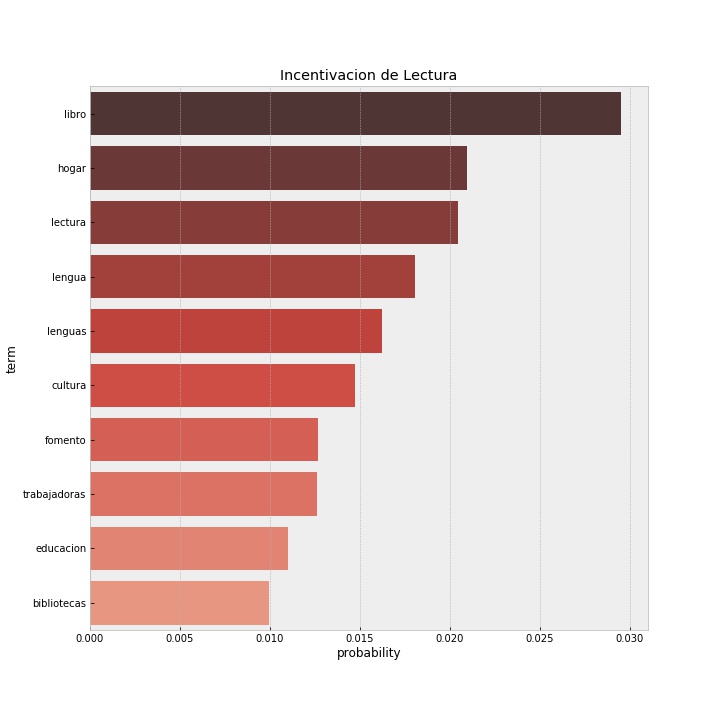 Incentivacion de Lectura
libro
hogar
lectura
lengua
lenguas
cultura
fomento
trabajadoras
educacion
bibliotecas
term
0.000 0.005 0.010 0.015 0.020 0.025 0.030
probability